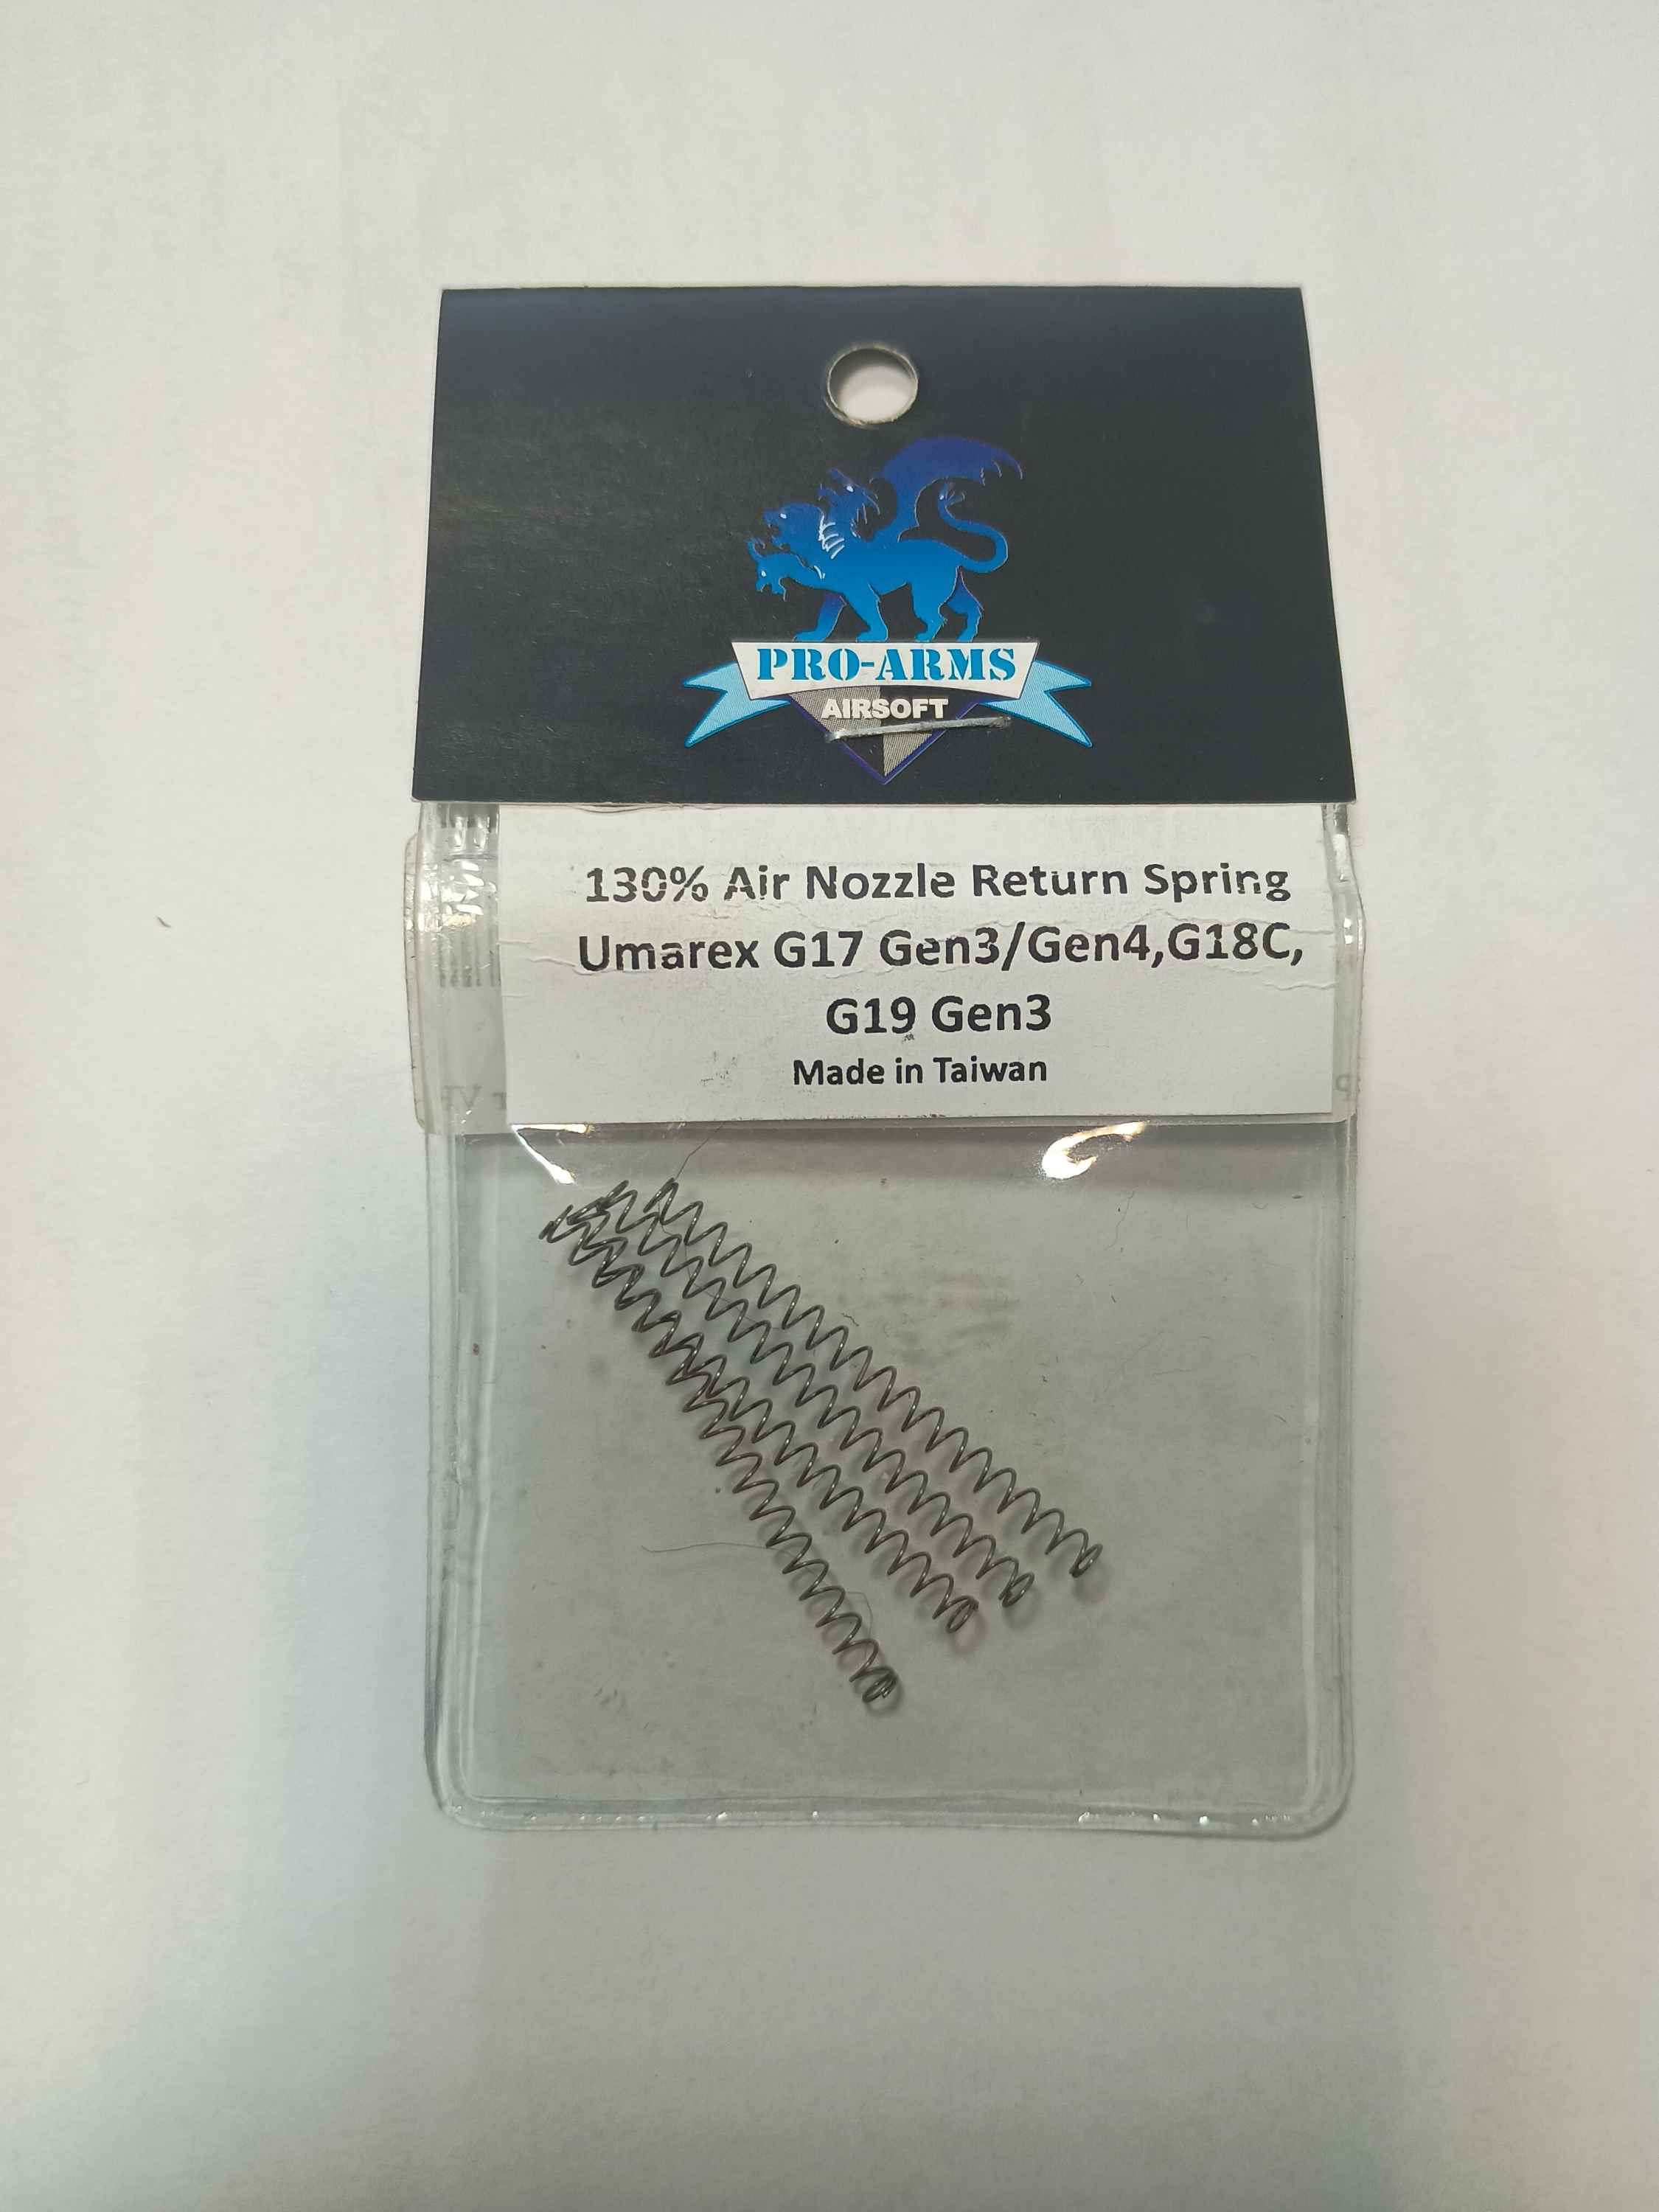 PRO-ARMS
AIRSOFT
130% Air Nozzle Return Spring
Umarex G17 Gen3/Gen4,G18C,
G19 Gen3
Made in Taiwan